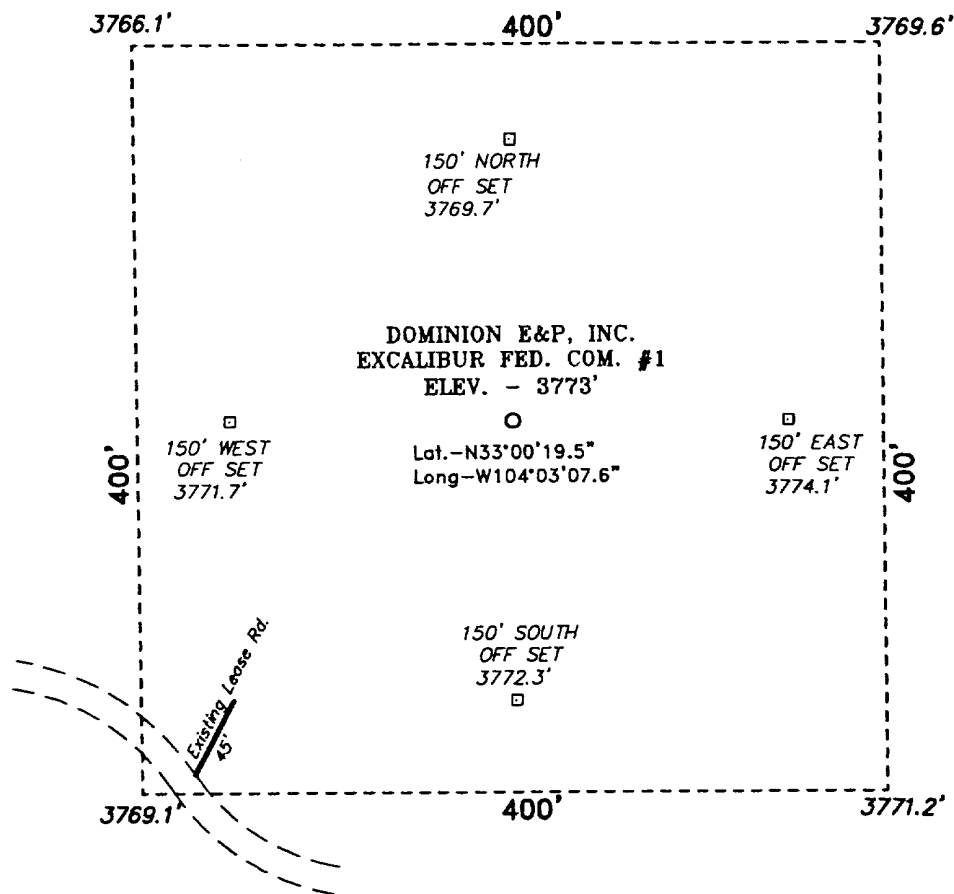 3766.1'
400'
3769.6'
150' NORTH
OFF SET
3769.7'
DOMINION E&P, INC.
EXCALIBUR FED. COM. #1
ELEV. - 3773'
150' WEST
OFF SET
3771.7'
Lat.-N33°00'19.5"
Long-W104°03'07.6"
150' EAST
OFF SET
3774.1'
400'
400'
150' SOUTH
OFF SET
3772.3'
Existing Lease Rd.
45'
3769.1'
400'
3771.2'